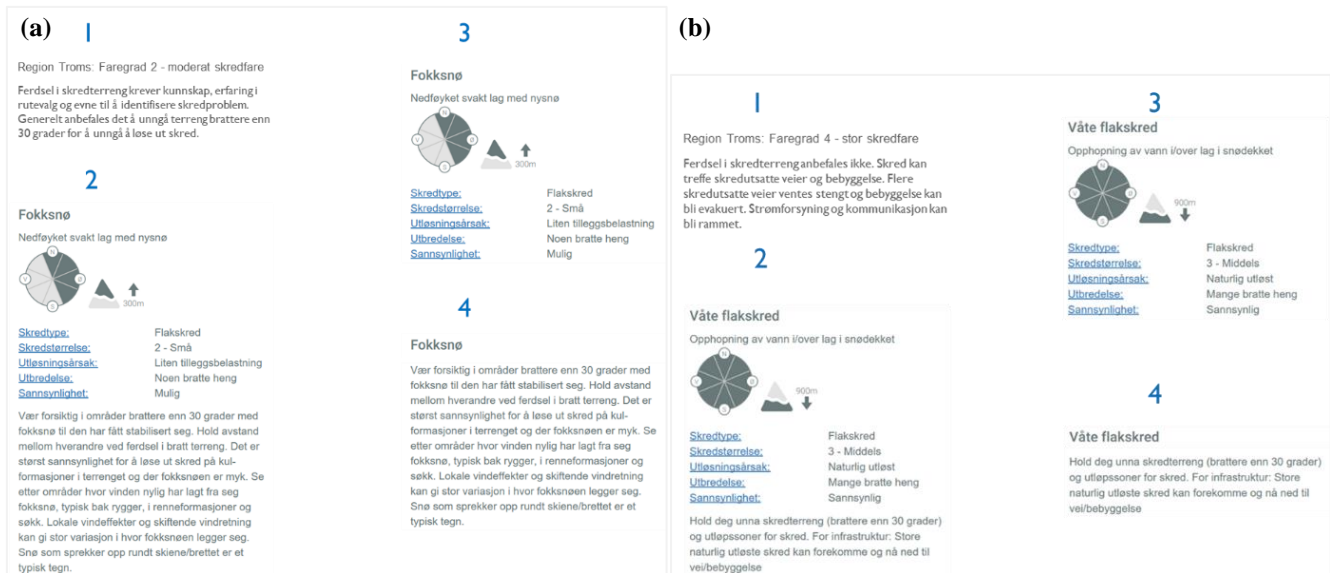 (a)
1
Region Troms: Faregrad 2 - moderat skredfare
Ferdsel i skredterreng krever kunnskap, erfaring i
rutevalg og evne til å identifisere skredproblem.
Generelt anbefales det å unngå terreng brattere enn
30 grader for å unngå å løse ut skred.
2
Fokksnø
Nedføyket svakt lag med nysnø
N
V
Ø
S
300m
Skredtype: Flakskred
Skredstørrelse: 2 - Små
Utløsningsårsak: Liten tilleggsbelastning
Utbredelse: Noen bratte heng
Sannsynlighet: Mulig
Vær forsiktig i områder brattere enn 30 grader med
fokksnø til den har fått stabilisert seg. Hold avstand
mellom hverandre ved ferdsel i bratt terreng. Det er
størst sannsynlighet for å løse ut skred på kul-
formasjoner i terrenget og der fokksnøen er myk. Se
etter områder hvor vinden nylig har lagt fra seg
fokksnø, typisk bak rygger, i renneformasjoner og
søkk. Lokale vindeffekter og skiftende vindretning
kan gi stor variasjon i hvor fokksnøen legger seg.
Snø som sprekker opp rundt skiene/brettet er et
typisk tegn.
3
Fokksnø
Nedføyket svakt lag med nysnø
N
V
Ø
S
300m
Skredtype: Flakskred
Skredstørrelse: 2 - Små
Utløsningsårsak: Liten tilleggsbelastning
Utbredelse: Noen bratte heng
Sannsynlighet: Mulig
4
Fokksnø
Vær forsiktig i områder brattere enn 30 grader med
fokksnø til den har fått stabilisert seg. Hold avstand
mellom hverandre ved ferdsel i bratt terreng. Det er
størst sannsynlighet for å løse ut skred på kul-
formasjoner i terrenget og der fokksnøen er myk. Se
etter områder hvor vinden nylig har lagt fra seg
fokksnø, typisk bak rygger, i renneformasjoner og
søkk. Lokale vindeffekter og skiftende vindretning
kan gi stor variasjon i hvor fokksnøen legger seg.
Snø som sprekker opp rundt skiene/brettet er et
typisk tegn.
(b)
1
Region Troms: Faregrad 4 - stor skredfare
Ferdsel i skredterreng anbefales ikke. Skred kan
treffe skredutsatte veier og bebyggelse. Flere
skredutsatte veier ventes stengt og bebyggelse kan
bli evakuert. Strømforsyning og kommunikasjon kan
bli rammet.
2
Våte flakskred
Opphopning av vann i/over lag i snødekket
N
V
Ø
S
900m
Skredtype: Flakskred
Skredstørrelse: 3 - Middels
Utløsningsårsak: Naturlig utløst
Utbredelse: Mange bratte heng
Sannsynlighet: Sannsynlig
Hold deg unna skredterreng (brattere enn 30 grader)
og utløpssoner for skred. For infrastruktur: Store
naturlig utløste skred kan forekomme og nå ned til
vei/bebyggelse
3
Våte flakskred
Opphopning av vann i/over lag i snødekket
N
V
Ø
S
900m
Skredtype: Flakskred
Skredstørrelse: 3 - Middels
Utløsningsårsak: Naturlig utløst
Utbredelse: Mange bratte heng
Sannsynlighet: Sannsynlig
4
Våte flakskred
Hold deg unna skredterreng (brattere enn 30 grader)
og utløpssoner for skred. For infrastruktur: Store
naturlig utløste skred kan forekomme og nå ned til
vei/bebyggelse